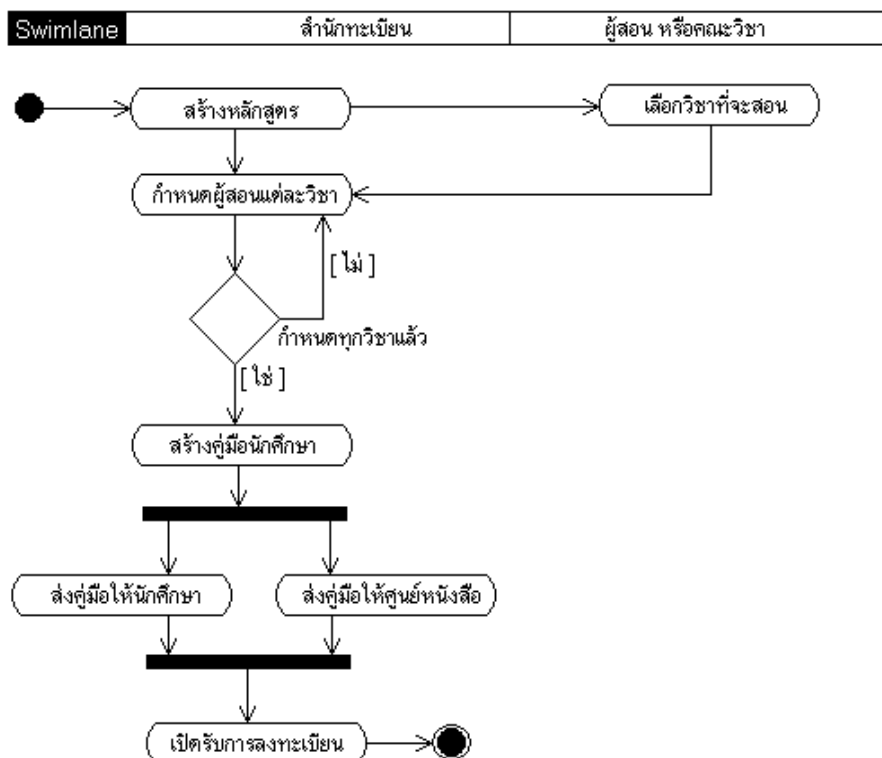 Swimlane สำนักทะเบียน ผู้สอน หรือคณะวิชา
สร้างหลักสูตร เลือกวิชาที่จะสอน
กำหนดผู้สอนแต่ละวิชา
[ ไม่ ]
กำหนดทุกวิชาแล้ว
[ ใช่ ]
สร้างคู่มือนักศึกษา
ส่งคู่มือให้นักศึกษา ส่งคู่มือให้ศูนย์หนังสือ
เปิดรับการลงทะเบียน